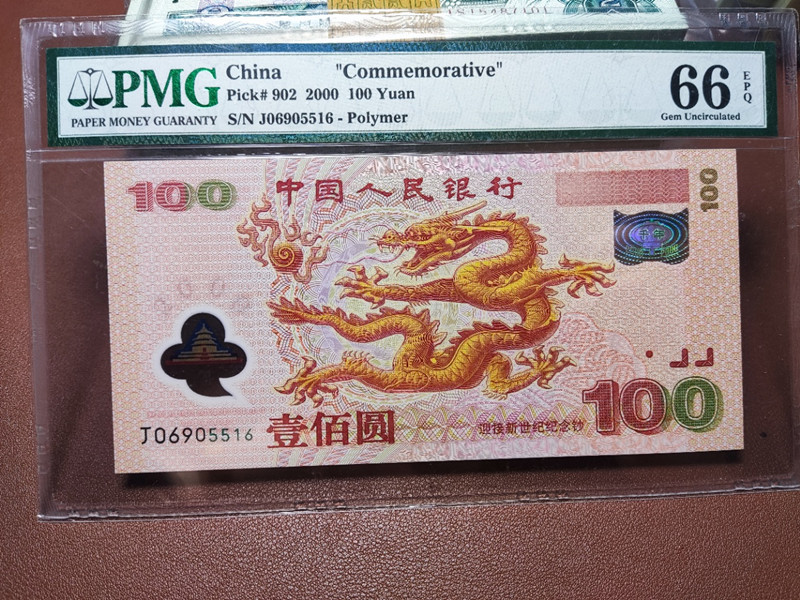 PMG
PAPER MONEY GUARANTY
China "Commemorative"
Pick# 902 2000 100 Yuan
S/N J06905516 - Polymer
66 EPQ
Gem Uncirculated
100
中国人民银行
100
J06905516
壹佰圆
迎接新世纪纪念钞
100